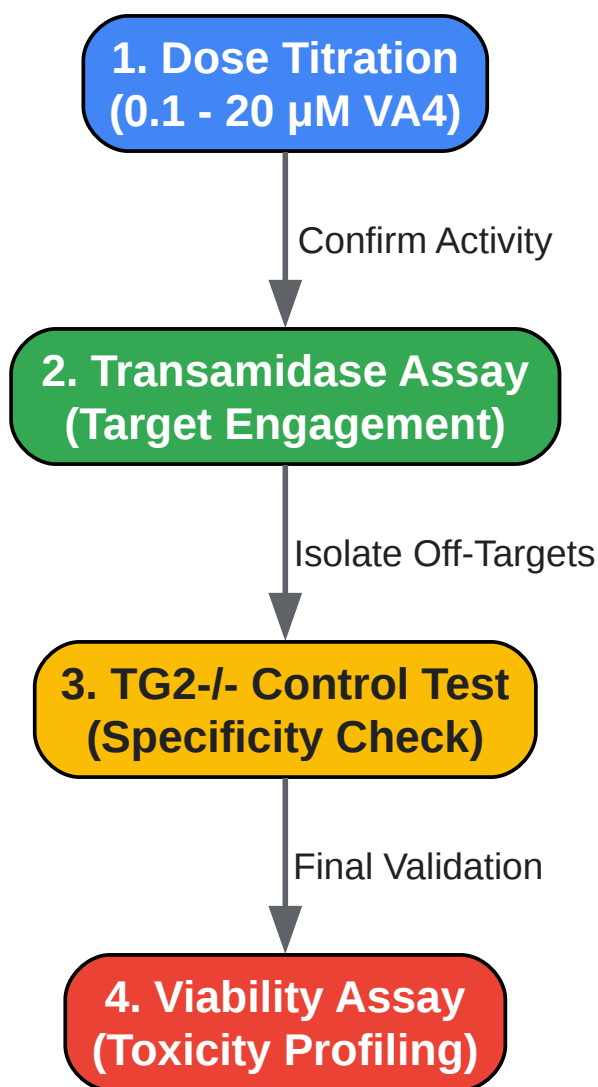 1. Dose Titration
(0.1 - 20 μM VA4)
Confirm Activity
2. Transamidase Assay
(Target Engagement)
Isolate Off-Targets
3. TG2-/- Control Test
(Specificity Check)
Final Validation
4. Viability Assay
(Toxicity Profiling)